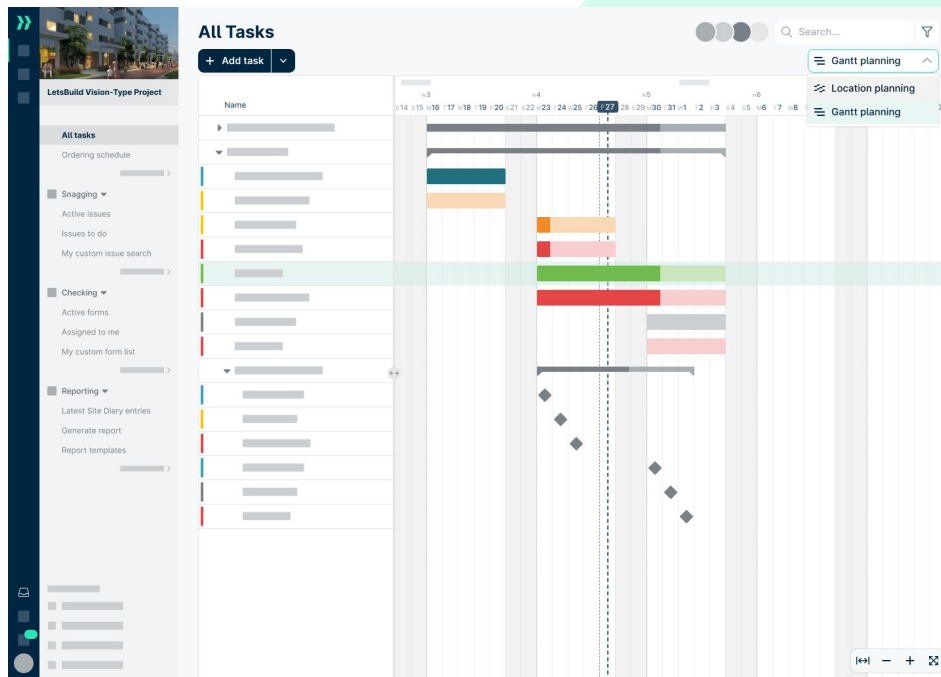 All Tasks
Search...
+ Add task
Gantt planning
Location planning
Gantt planning
LetsBuild Vision-Type Project
All tasks
Ordering schedule
Snagging
Active issues
Issues to do
My custom issue search
Checking
Active forms
Assigned to me
My custom form list
Reporting
Latest Site Diary entries
Generate report
Report templates
Name
w3 w4 w5 w6
S14 S15 M16 T17 W18 T19 F20 S21 S22 M23 T24 W25 T26 F27 S28 S29 M30 T31 W1 T2 F3 S4 S5 M6 T7 W8